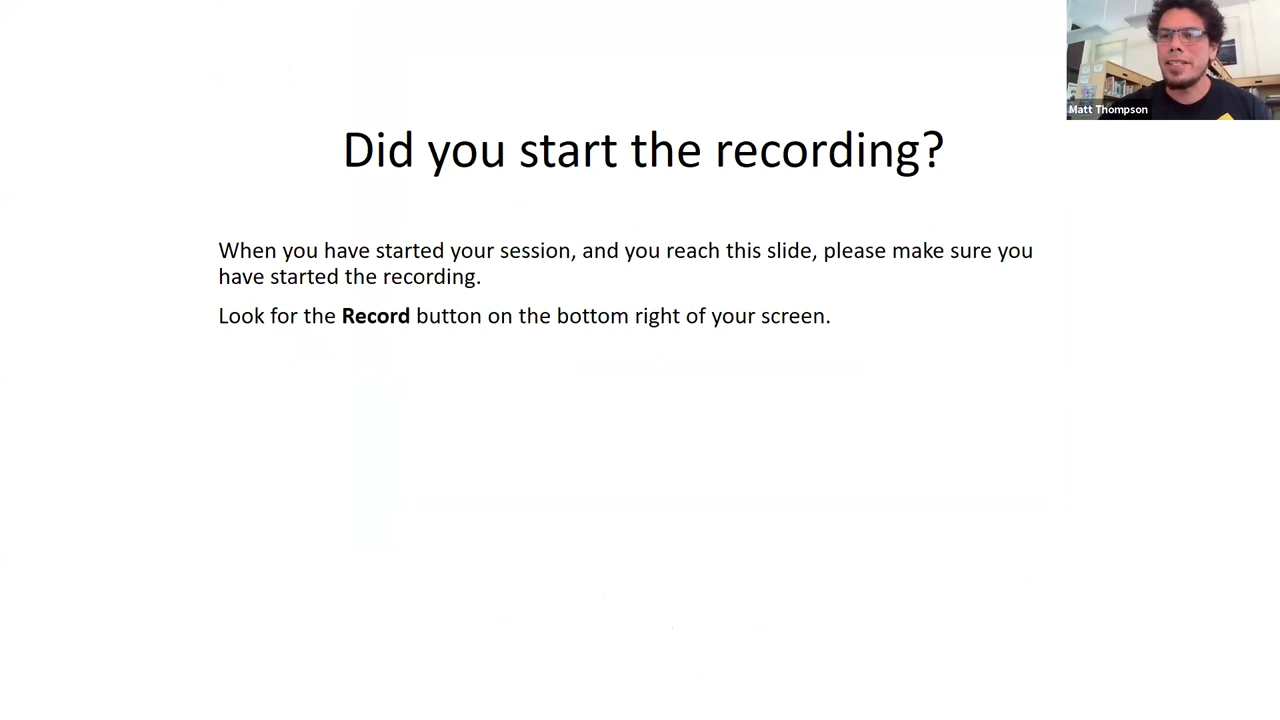 Matt Thompson
Did you start the recording?
When you have started your session, and you reach this slide, please make sure you
have started the recording.
Look for the Record button on the bottom right of your screen.